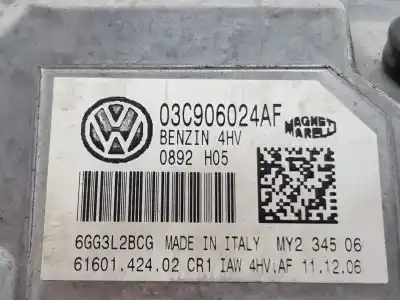 03C906024AF
BENZIN 4HV
0892 H05
MAGNETI MARELLI
6GG3L2BCG MADE IN ITALY MY2 345 06
61601.424.02 CR1 IAW 4HV.AF 11.12.06